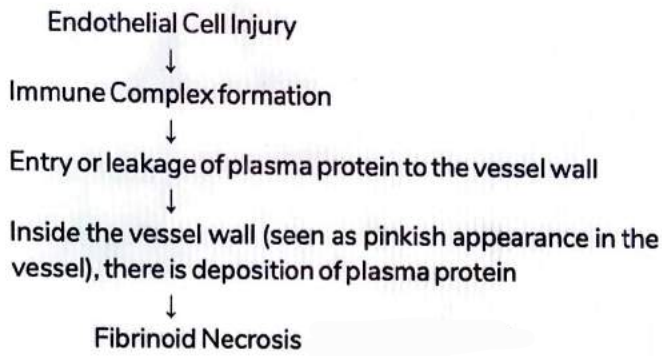 Endothelial Cell Injury
↓
Immune Complex formation
↓
Entry or leakage of plasma protein to the vessel wall
↓
Inside the vessel wall (seen as pinkish appearance in the
vessel), there is deposition of plasma protein
↓
Fibrinoid Necrosis